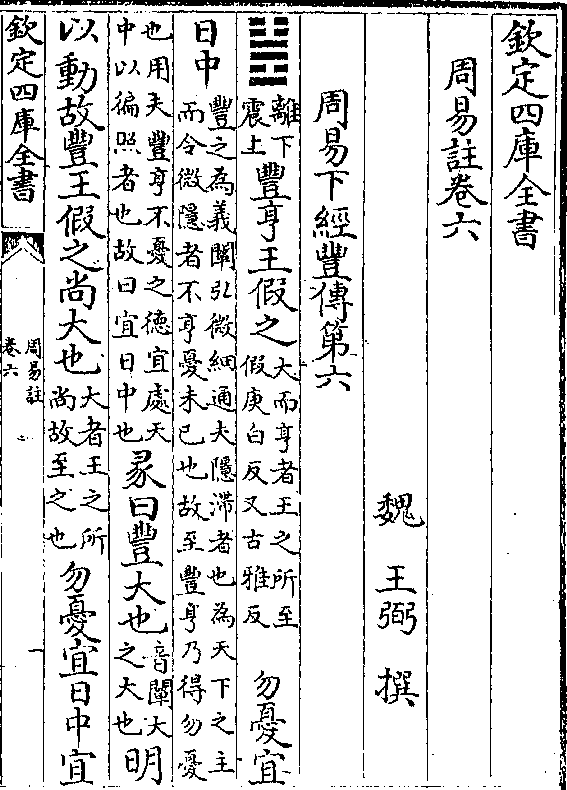 欽定四庫全書
周易註卷六
魏 王弼 撰
周易下經豐傳第六
䷶離下震上豐亨王假之大而亨者王之所至假庚白反又古雅反勿憂宜
日中豐之為義闡弘微細通夫隱滯者也為天下之主而令微隱者不亨憂未已也故至豐亨乃得勿憂
也用夫豐亨不憂之德宜處天中以徧照者也故曰宜日中也彖曰豐大也音闡大之大也明
以動故豐王假之尚大也大者王之所尚故至之也勿憂宜日中宜
欽定四庫全書
周易註
卷六
一